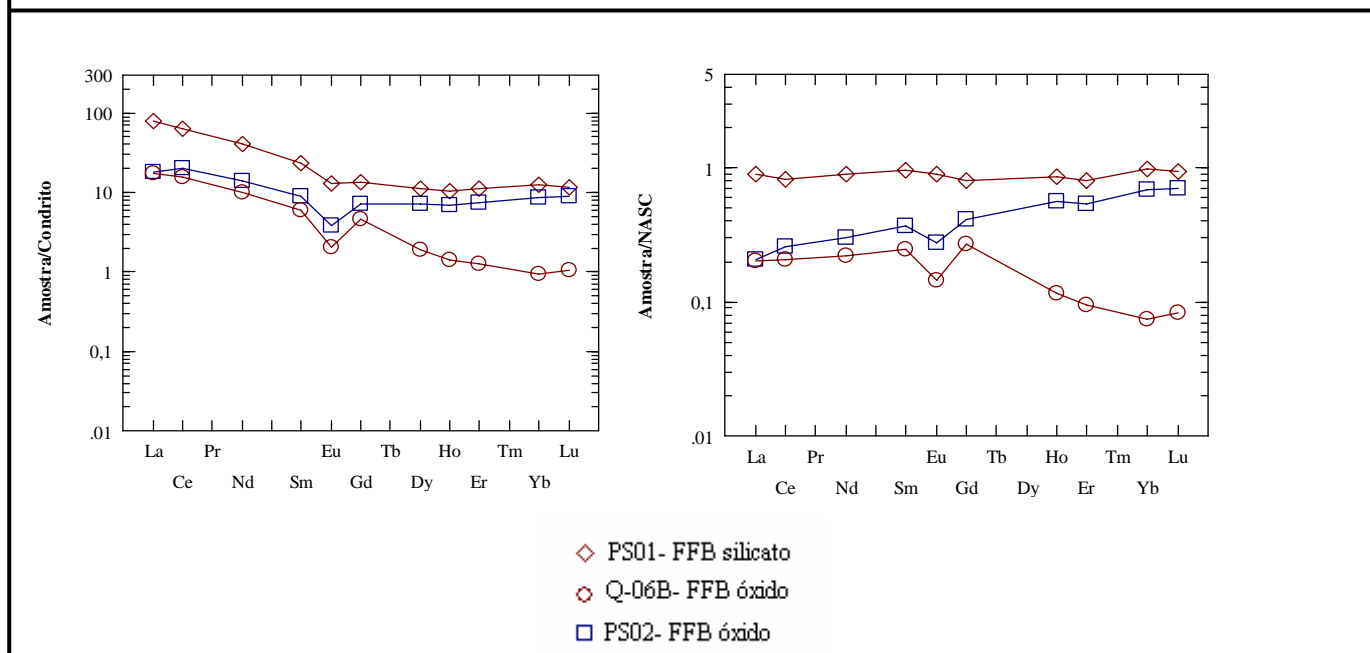 300
100
10
1
0,1
.01
Amostra/Condrito
La Pr Eu Tb Ho Tm Lu
Ce Nd Sm Gd Dy Er Yb
5
1
0,1
.01
Amostra/NASC
La Pr Eu Tb Ho Tm Lu
Ce Nd Sm Gd Dy Er Yb
PS01- FFB silicato
Q-06B- FFB óxido
PS02- FFB óxido